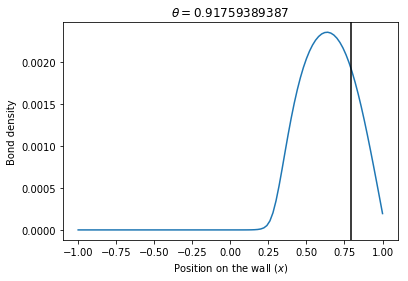 θ = 0.91759389387
Bond density
0.0020
0.0015
0.0010
0.0005
0.0000
−1.00 −0.75 −0.50 −0.25 0.00 0.25 0.50 0.75 1.00
Position on the wall (x)